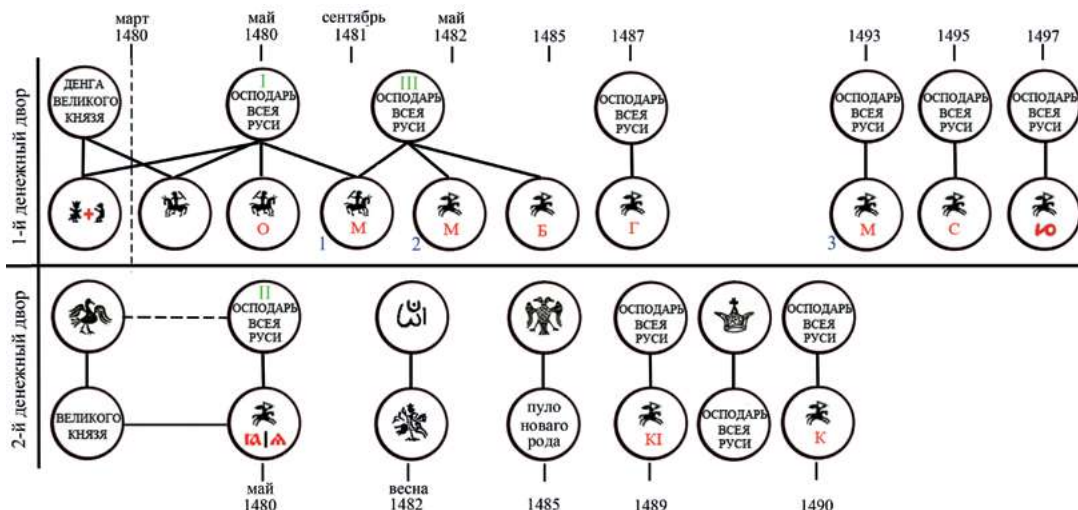 март
1480
май
1480
сентябрь
1481
май
1482
1485
1487
1493
1495
1497
1-й денежный двор
ДЕНГА
ВЕЛИКОГО
КНЯЗЯ
I
ОСПОДАРЬ
ВСЕЯ
РУСИ
III
ОСПОДАРЬ
ВСЕЯ
РУСИ
ОСПОДАРЬ
ВСЕЯ
РУСИ
ОСПОДАРЬ
ВСЕЯ
РУСИ
ОСПОДАРЬ
ВСЕЯ
РУСИ
ОСПОДАРЬ
ВСЕЯ
РУСИ
+
О
1
М
2
М
Б
Г
3
М
С
2-й денежный двор
II
ОСПОДАРЬ
ВСЕЯ
РУСИ
ОСПОДАРЬ
ВСЕЯ
РУСИ
ОСПОДАРЬ
ВСЕЯ
РУСИ
ВЕЛИКОГО
КНЯЗЯ
Ꙗ|Ѧ
пуло
новаго
рода
КI
ОСПОДАРЬ
ВСЕЯ
РУСИ
К
май
1480
весна
1482
1485
1489
1490